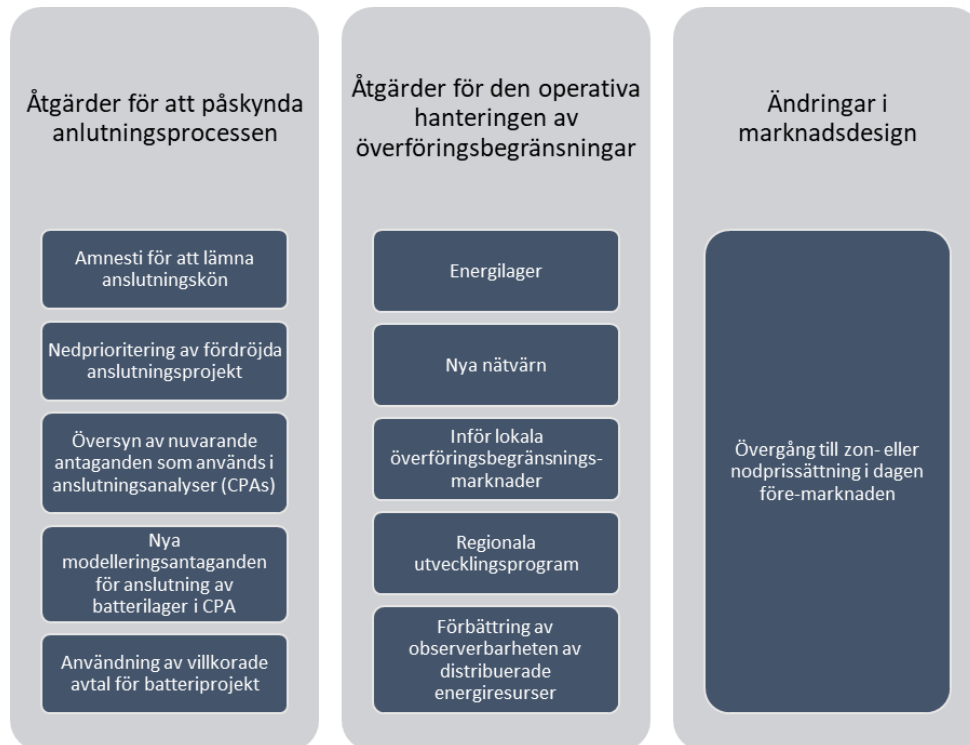 Åtgärder för att påskynda
anlutningsprocessen
Amnesti för att lämna
anslutningskön
Nedprioritering av fördröjda
anslutningsprojekt
Översyn av nuvarande
antaganden som används i
anslutningsanalyser (CPAs)
Nya
modelleringsantaganden
för anslutning av
batterilager i CPA
Användning av villkorade
avtal för batteriprojekt
Åtgärder för den operativa
hanteringen av
överföringsbegränsningar
Energilager
Nya nätvärn
Inför lokala
överföringsbegränsnings-
marknader
Regionala
utvecklingsprogram
Förbättring av
observerbarheten av
distribuerade
energiresurser
Ändringar i
marknadsdesign
Övergång till zon- eller
nodprissättning i dagen
före-marknaden